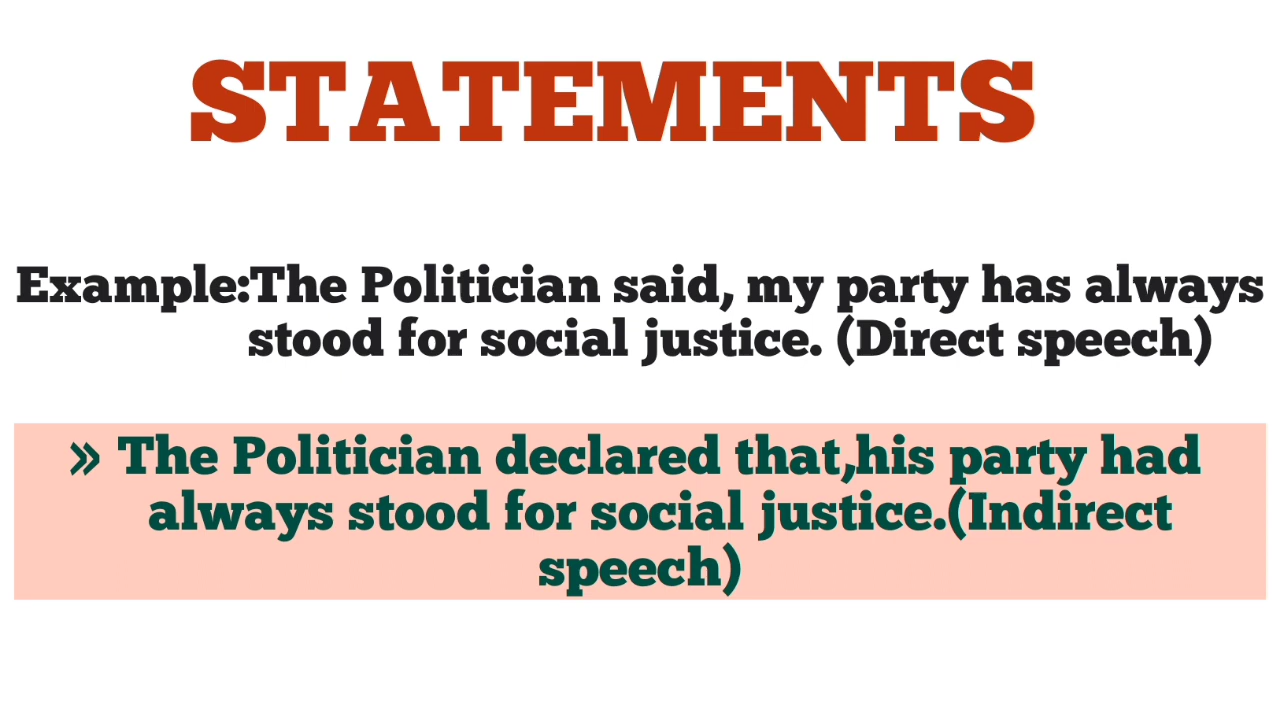 STATEMENTS
Example:The Politician said, my party has always
stood for social justice. (Direct speech)
» The Politician declared that,his party had
always stood for social justice.(Indirect
speech)